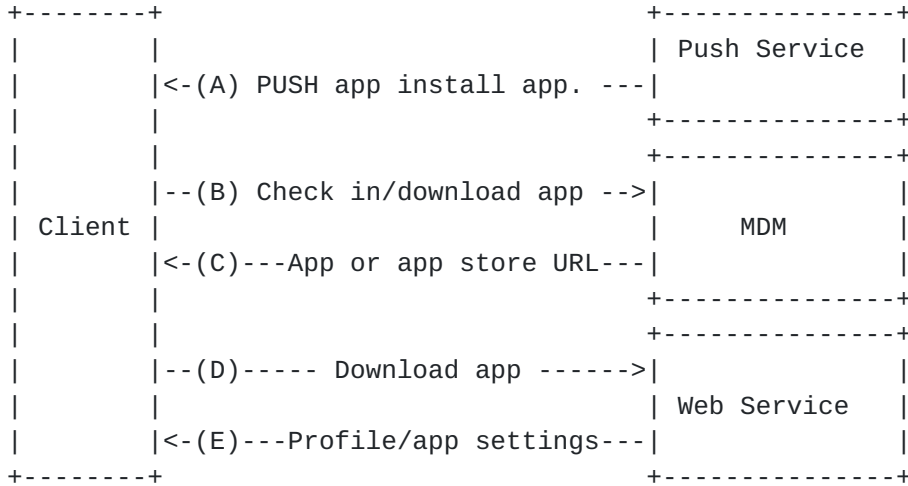 +--------+                                +---------------+
|        |                                | Push Service  |
|        |<-(A) PUSH app install app. ---|               |
|        |                                +---------------+
|        |                                +---------------+
|        |--(B) Check in/download app -->|               |
| Client |                                |      MDM      |
|        |<-(C)---App or app store URL---|               |
|        |                                +---------------+
|        |                                +---------------+
|        |--(D)----- Download app ------>|               |
|        |                                | Web Service   |
|        |<-(E)---Profile/app settings---|               |
+--------+                                +---------------+